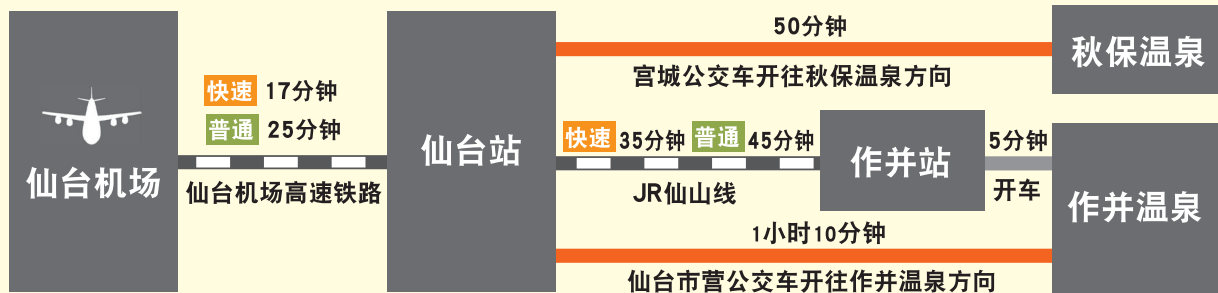 仙台机场
快速 17分钟
普通 25分钟
仙台机场高速铁路
仙台站
50分钟
宫城公交车开往秋保温泉方向
秋保温泉
快速 35分钟 普通 45分钟
JR仙山线
作井站
5分钟
开车
作井温泉
1小时10分钟
仙台市营公交车开往作井温泉方向